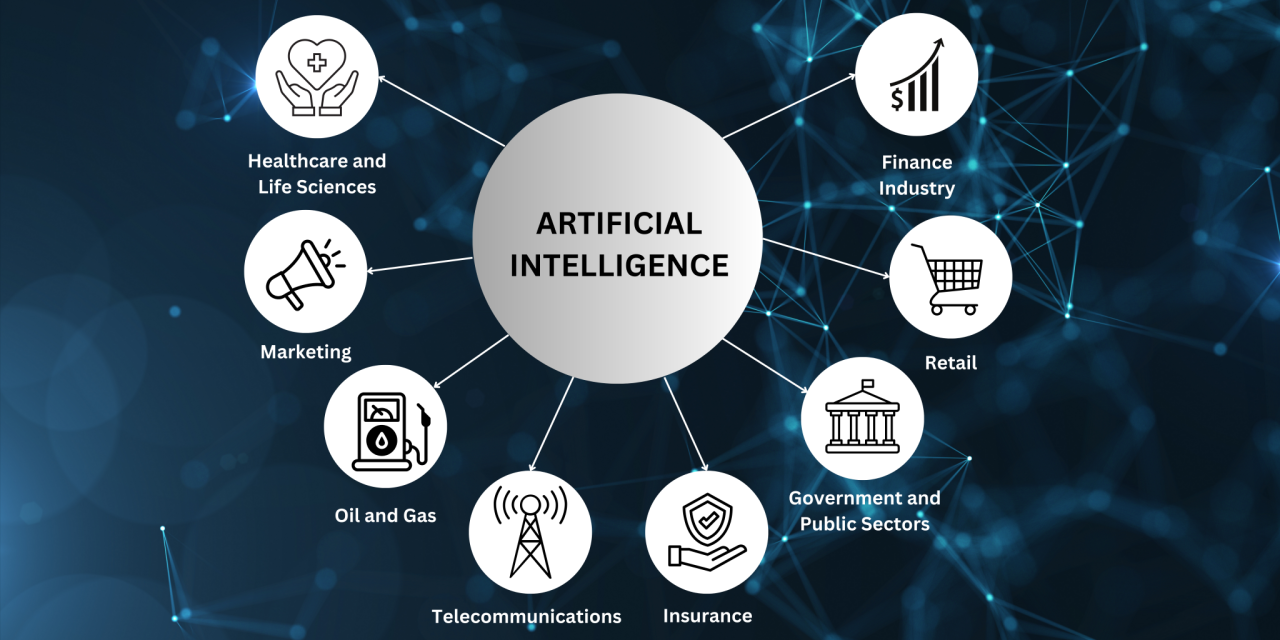 ARTIFICIAL
INTELLIGENCE
Healthcare and
Life Sciences
Marketing
Oil and Gas
Telecommunications
Insurance
Government and
Public Sectors
Retail
Finance
Industry
$